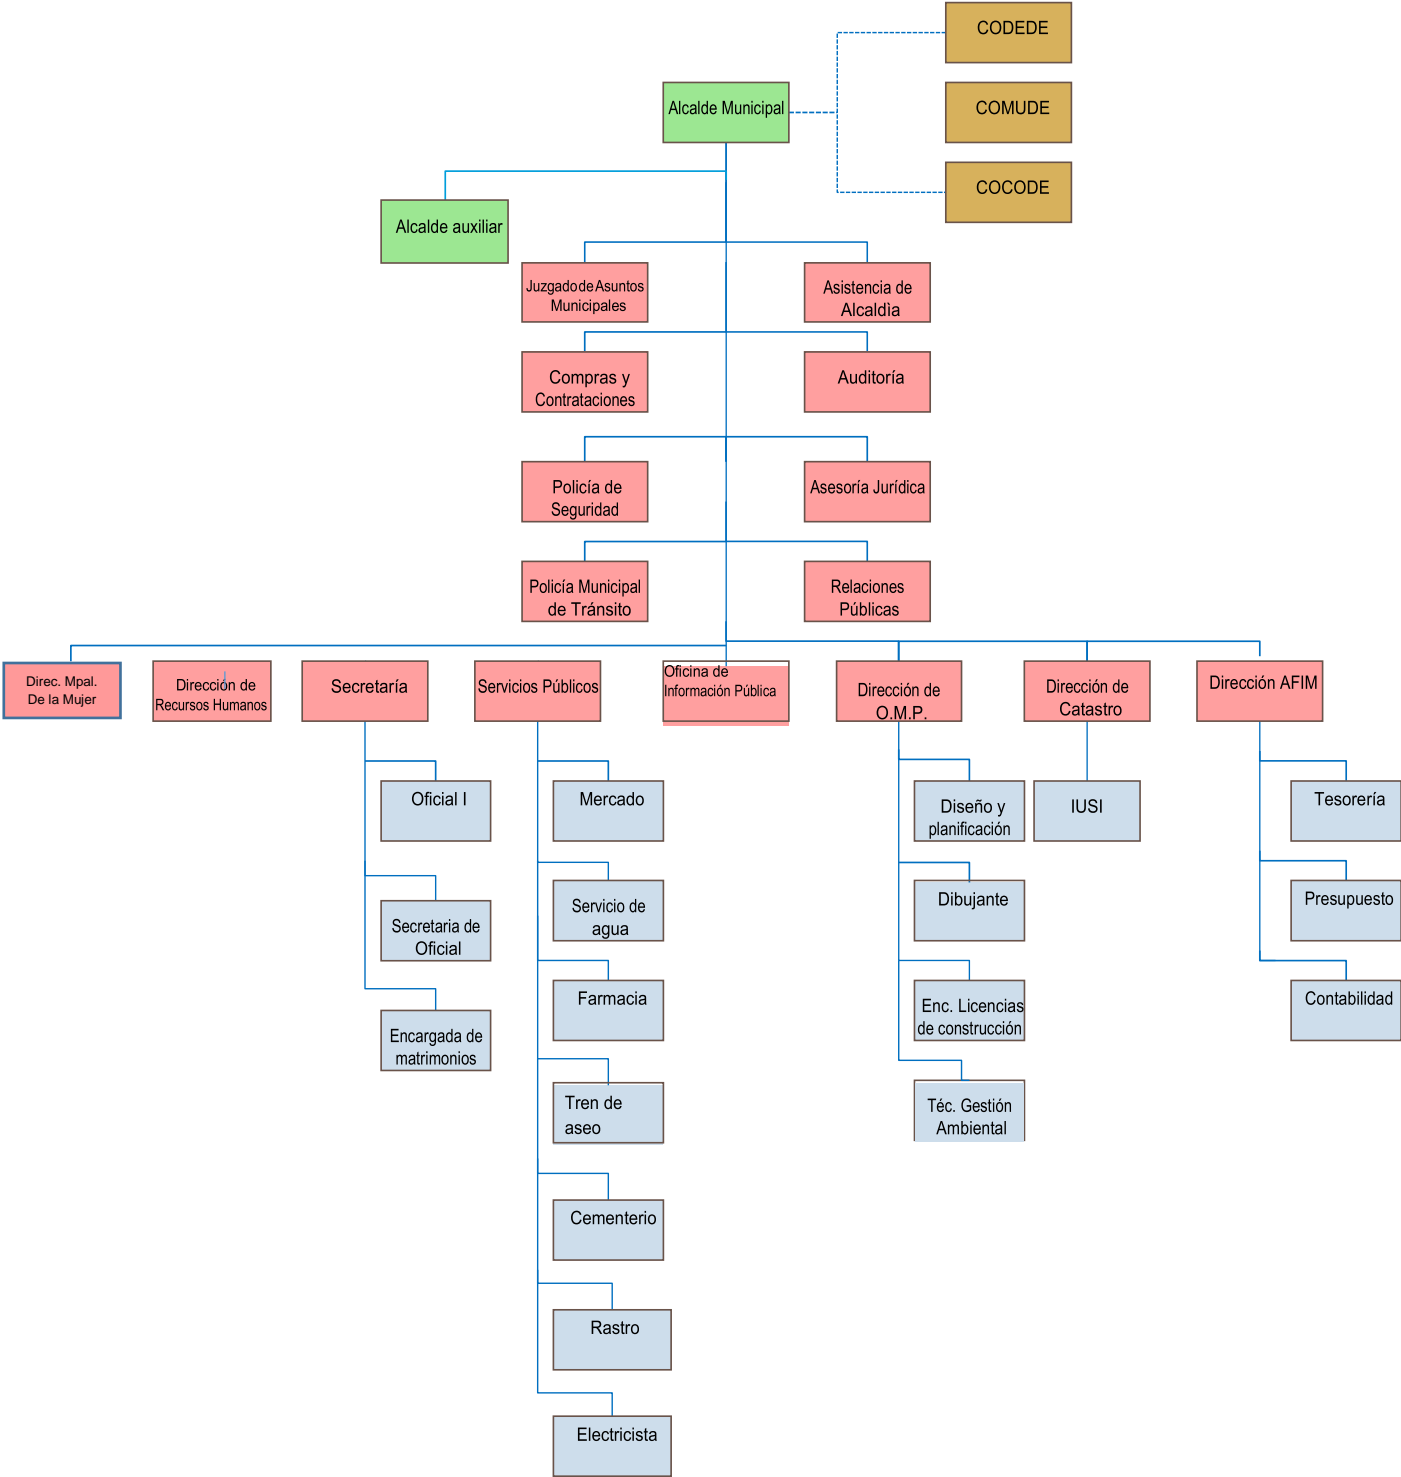 CODEDE
Alcalde Municipal
COMUDE
COCODE
Alcalde auxiliar
Juzgado de Asuntos
Municipales
Asistencia de
Alcaldìa
Compras y
Contrataciones
Auditoría
Policía de
Seguridad
Asesoría Jurídica
Policía Municipal
de Tránsito
Relaciones
Públicas
Direc. Mpal.
De la Mujer
Dirección de
Recursos Humanos
Secretaría
Servicios Públicos
Oficina de
Información Pública
Dirección de
O.M.P.
Dirección de
Catastro
Dirección AFIM
Oficial I
Mercado
Diseño y
planificación
IUSI
Tesorería
Secretaria de
Oficial
Servicio de
agua
Dibujante
Presupuesto
Encargada de
matrimonios
Farmacia
Enc. Licencias
de construcción
Contabilidad
Tren de
aseo
Téc. Gestión
Ambiental
Cementerio
Rastro
Electricista